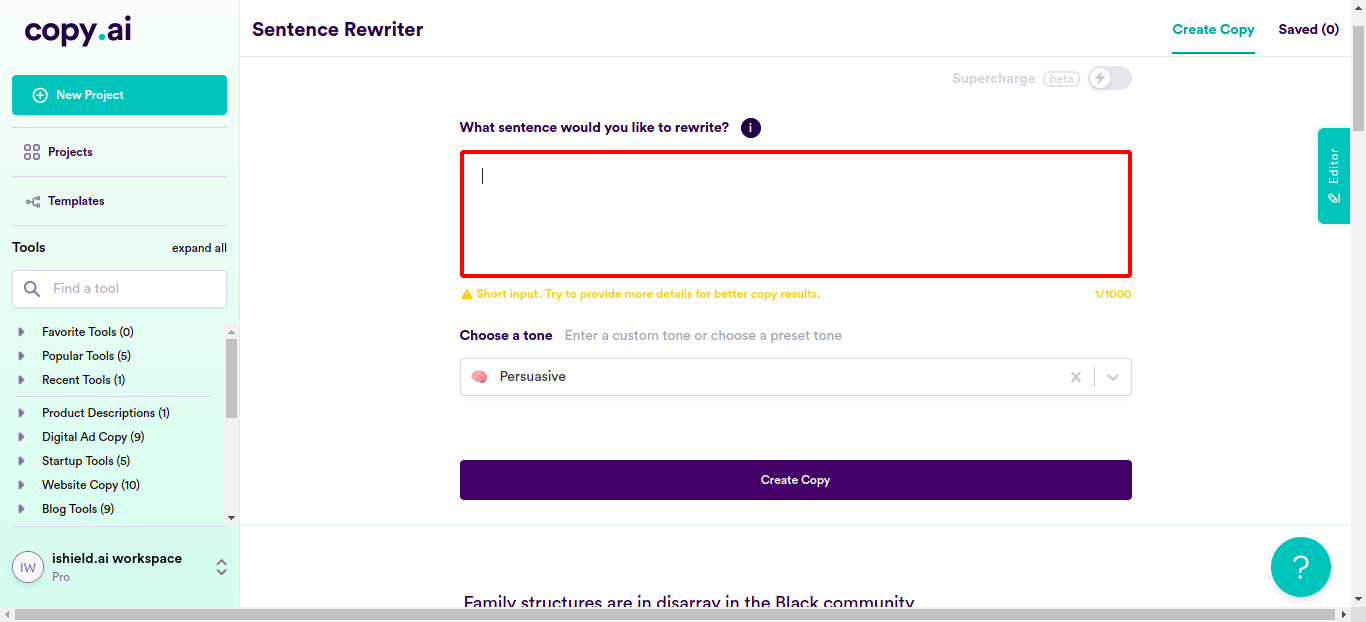 copy.ai
Sentence Rewriter
Create Copy
Saved (0)
New Project
Projects
Templates
Tools
expand all
Find a tool
Favorite Tools (0)
Popular Tools (5)
Recent Tools (1)
Product Descriptions (1)
Digital Ad Copy (9)
Startup Tools (5)
Website Copy (10)
Blog Tools (9)
IW
ishield.ai workspace
Pro
Supercharge beta
What sentence would you like to rewrite? i
Short input. Try to provide more details for better copy results.
1/1000
Choose a tone Enter a custom tone or choose a preset tone
Persuasive
Create Copy
Family structures are in disarray in the Black community
Editor
?